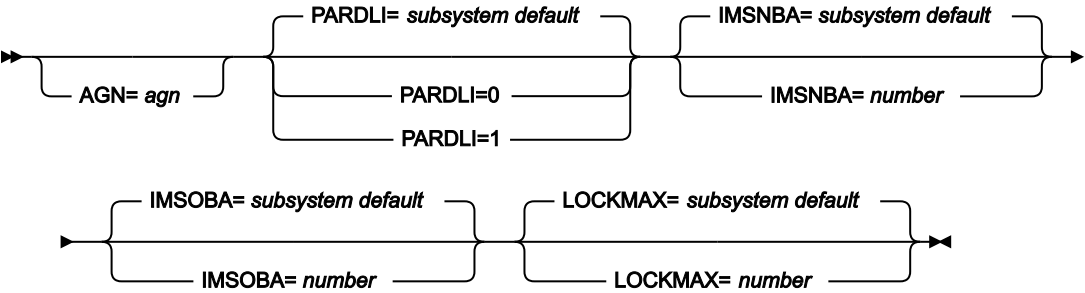 PARDLI= subsystem default
IMSNBA= subsystem default
AGN= agn
PARDLI=0
IMSNBA= number
PARDLI=1
IMSOBA= subsystem default
LOCKMAX= subsystem default
IMSOBA= number
LOCKMAX= number